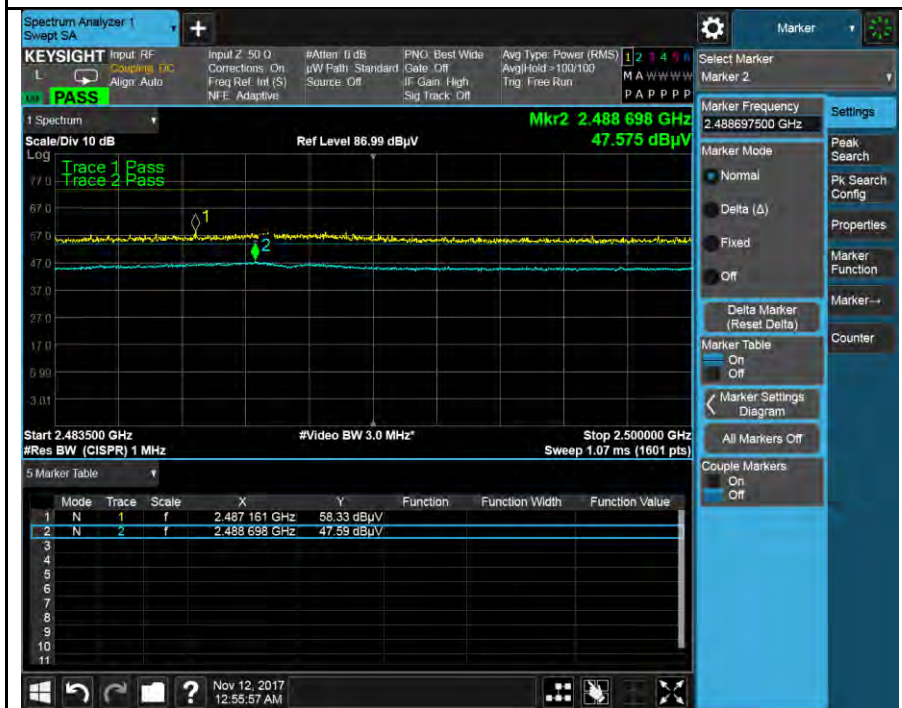 Spectrum Analyzer 1
Swept SA
+
Marker
KEYSIGHT
L
PASS
Input: RF
Coupling: DC
Align: Auto
Input Z: 50 Ω
Corrections: On
Freq Ref: Int (S)
NFE: Adaptive
#Atten: 0 dB
µW Path: Standard
Source: Off
PNO: Best Wide
Gate: Off
IF Gain: High
Sig Track: Off
Avg Type: Power (RMS)
Avg|Hold: >100/100
Trig: Free Run
1 2 3 4 5 6
M A W W W W
P A P P P P
Select Marker
Marker 2
1 Spectrum
Mkr2 2.488 698 GHz
Scale/Div 10 dB
Ref Level 86.99 dBµV
47.575 dBµV
Log
Trace 1 Pass
Trace 2 Pass
77.0
67.0
57.0
47.0
37.0
27.0
17.0
6.99
-3.01
1
2
Start 2.483500 GHz
#Video BW 3.0 MHz*
Stop 2.500000 GHz
#Res BW (CISPR) 1 MHz
Sweep 1.07 ms (1601 pts)
5 Marker Table
Mode Trace Scale X Y Function Function Width Function Value
1 N 1 f 2.487 161 GHz 58.33 dBµV
2 N 2 f 2.488 698 GHz 47.59 dBµV
3
4
5
6
7
8
9
10
11
Marker Frequency
2.488697500 GHz
Marker Mode
Normal
Delta (Δ)
Fixed
Off
Delta Marker
(Reset Delta)
Marker Table
On
Off
Marker Settings
Diagram
All Markers Off
Couple Markers
On
Off
Settings
Peak
Search
Pk Search
Config
Properties
Marker
Function
Marker→
Counter
?
Nov 12, 2017
12:55:57 AM